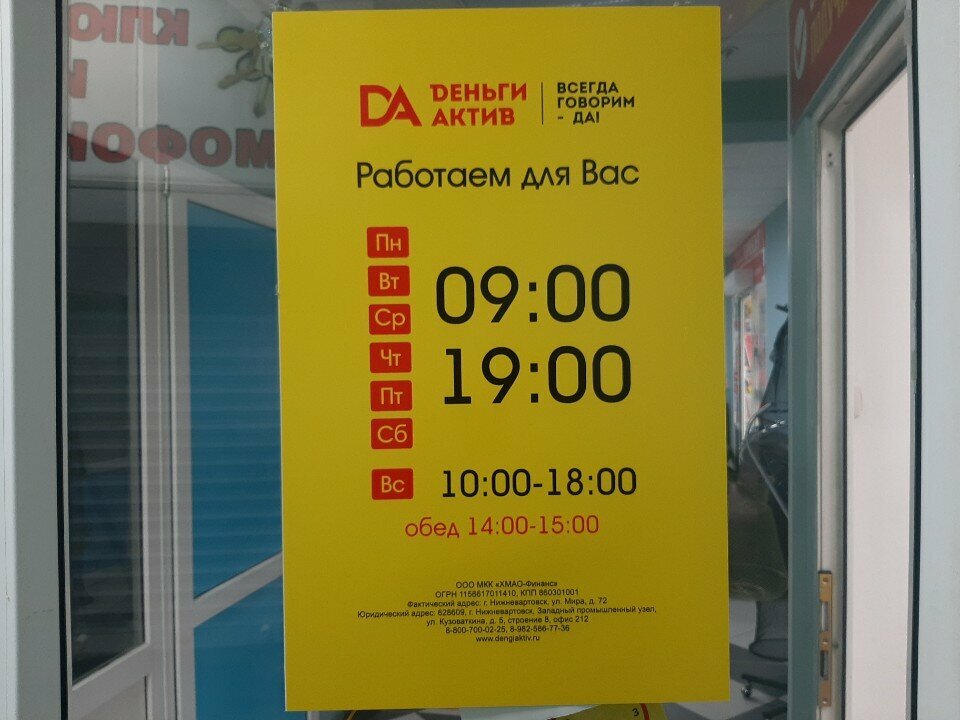 DА ДЕНЬГИ АКТИВ
ВСЕГДА ГОВОРИМ - ДА!
Работаем для Вас
Пн
Вт
Ср
Чт
Пт
Сб
09:00
19:00
Вс 10:00-18:00
обед 14:00-15:00
ООО МКК «ХМАО-Финанс»
ОГРН 1158617011410, КПП 860301001
Фактический адрес: г. Нижневартовск, ул. Мира, д. 72
Юридический адрес: 628609, г. Нижневартовск, Западный промышленный узел,
ул. Кузоваткина, д. 5, строение 8, офис 212
8-800-700-02-25, 8-982-586-77-36
www.dengiaktiv.ru